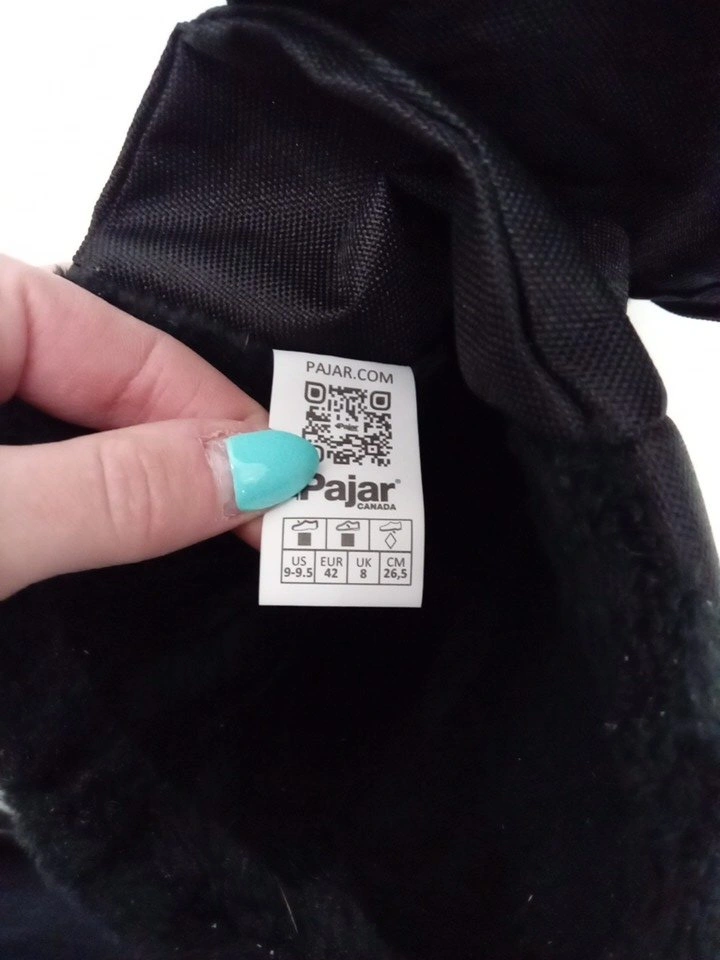 PAJAR.COM
Pajar®
CANADA
US EUR UK CM
9-9.5 42 8 26,5